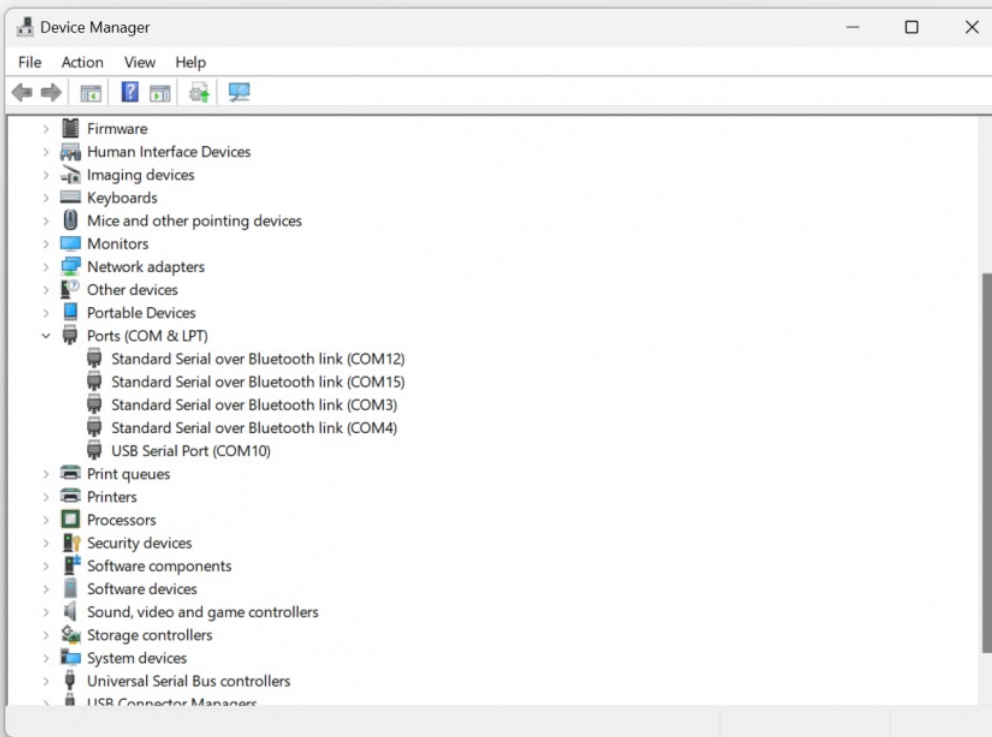 Device Manager
File Action View Help
Firmware
Human Interface Devices
Imaging devices
Keyboards
Mice and other pointing devices
Monitors
Network adapters
Other devices
Portable Devices
Ports (COM & LPT)
Standard Serial over Bluetooth link (COM12)
Standard Serial over Bluetooth link (COM15)
Standard Serial over Bluetooth link (COM3)
Standard Serial over Bluetooth link (COM4)
USB Serial Port (COM10)
Print queues
Printers
Processors
Security devices
Software components
Software devices
Sound, video and game controllers
Storage controllers
System devices
Universal Serial Bus controllers
USB Connector Managers